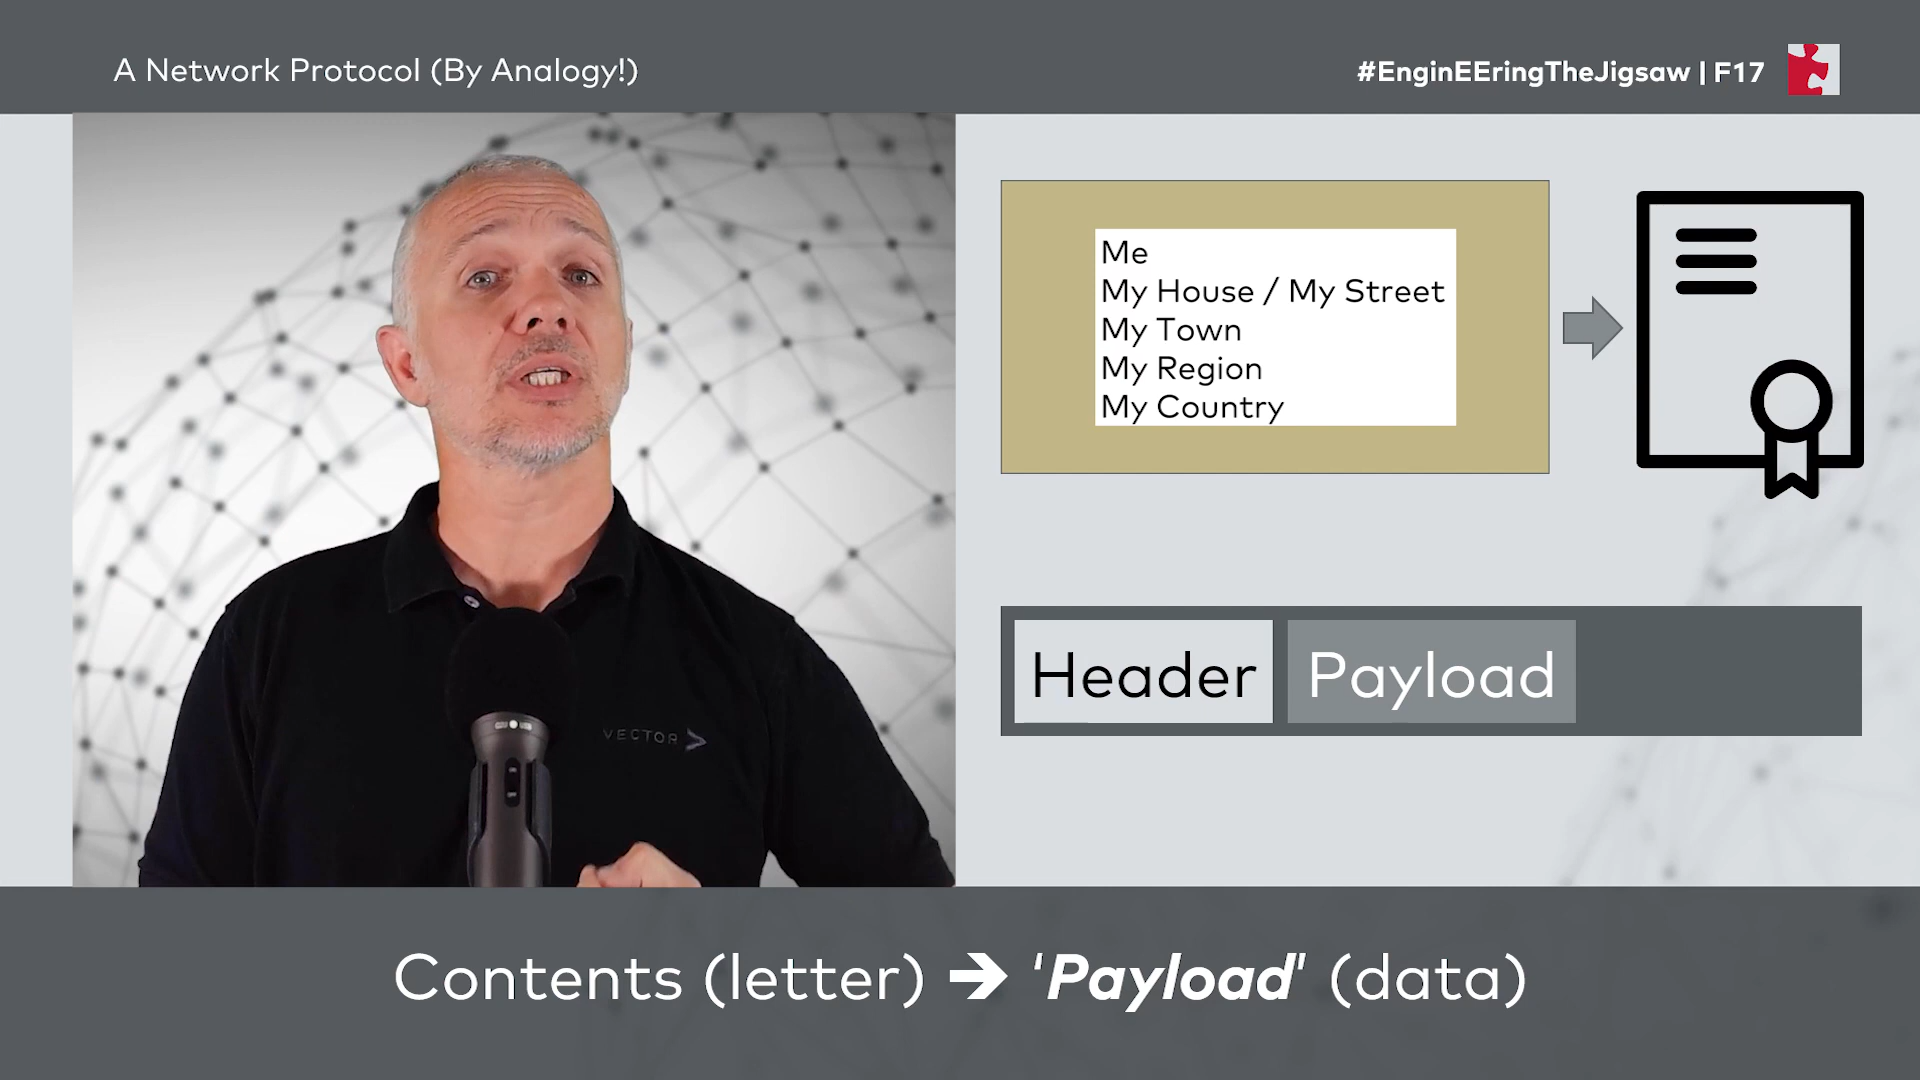 A Network Protocol (By Analogy!)
#EnginEEringTheJigsaw | F17
Me
My House / My Street
My Town
My Region
My Country
Header
Payload
VECTOR
Contents (letter) ➔ 'Payload' (data)